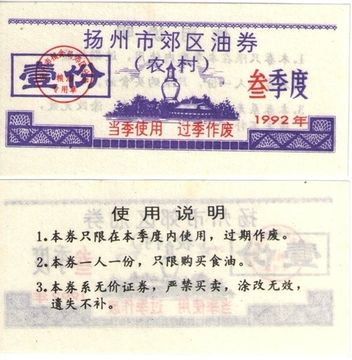 扬州市郊区油券
（农村）
壹份
叁季度
1992年
当季使用 过季作废
使用说明
1.本券只限在本季度内使用，过期作废。
2.本券一人一份，只限购买食油。
3.本券系无价证券，严禁买卖，涂改无效，
遗失不补。